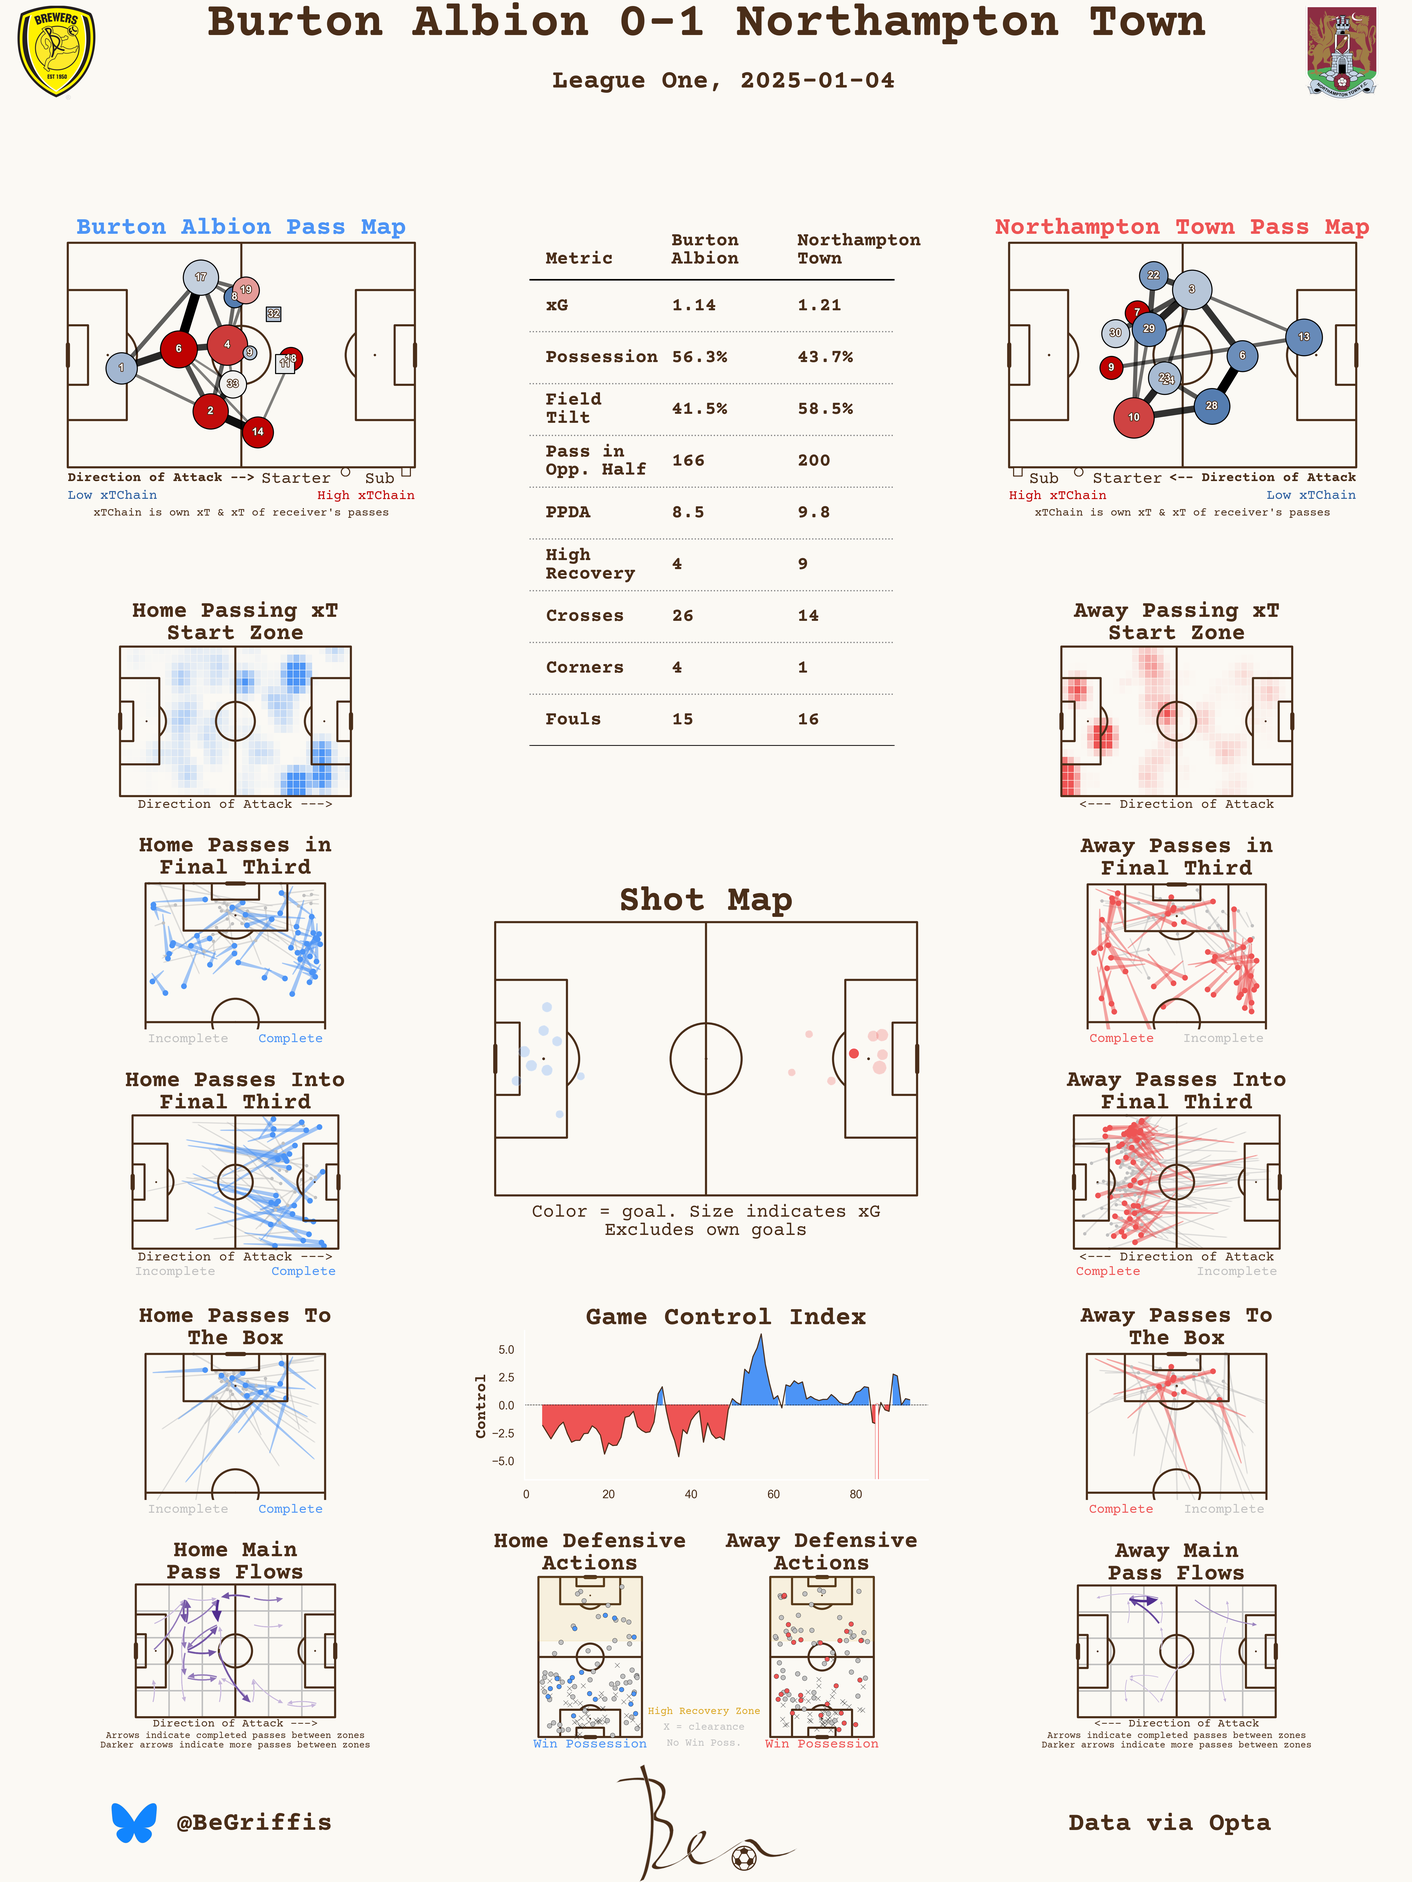 Burton Albion 0-1 Northampton Town
League One, 2025-01-04
BREWERS
EST 1950
NORTHAMPTON TOWN F.C.
Burton Albion Pass Map
17
8
19
32
6
4
9
18
11
1
33
2
14
Direction of Attack --> Starter Sub
Low xTChain High xTChain
xTChain is own xT & xT of receiver's passes
Metric Burton Albion Northampton Town
xG 1.14 1.21
Possession 56.3% 43.7%
Field Tilt 41.5% 58.5%
Pass in Opp. Half 166 200
PPDA 8.5 9.8
High Recovery 4 9
Crosses 26 14
Corners 4 1
Fouls 15 16
Northampton Town Pass Map
22
3
7
30
29
13
6
9
23
24
10
28
Sub Starter <-- Direction of Attack
High xTChain Low xTChain
xTChain is own xT & xT of receiver's passes
Home Passing xT
Start Zone
Direction of Attack --->
Away Passing xT
Start Zone
<--- Direction of Attack
Home Passes in
Final Third
Incomplete Complete
Away Passes in
Final Third
Complete Incomplete
Shot Map
Color = goal. Size indicates xG
Excludes own goals
Home Passes Into
Final Third
Direction of Attack --->
Incomplete Complete
Away Passes Into
Final Third
<--- Direction of Attack
Complete Incomplete
Home Passes To
The Box
Incomplete Complete
Game Control Index
Control
5.0
2.5
0.0
−2.5
−5.0
0 20 40 60 80
Away Passes To
The Box
Complete Incomplete
Home Main
Pass Flows
Direction of Attack --->
Arrows indicate completed passes between zones
Darker arrows indicate more passes between zones
Home Defensive
Actions
Win Possession
High Recovery Zone
X = clearance
No Win Poss.
Away Defensive
Actions
Win Possession
Away Main
Pass Flows
<--- Direction of Attack
Arrows indicate completed passes between zones
Darker arrows indicate more passes between zones
@BeGriffis
Ben
Data via Opta